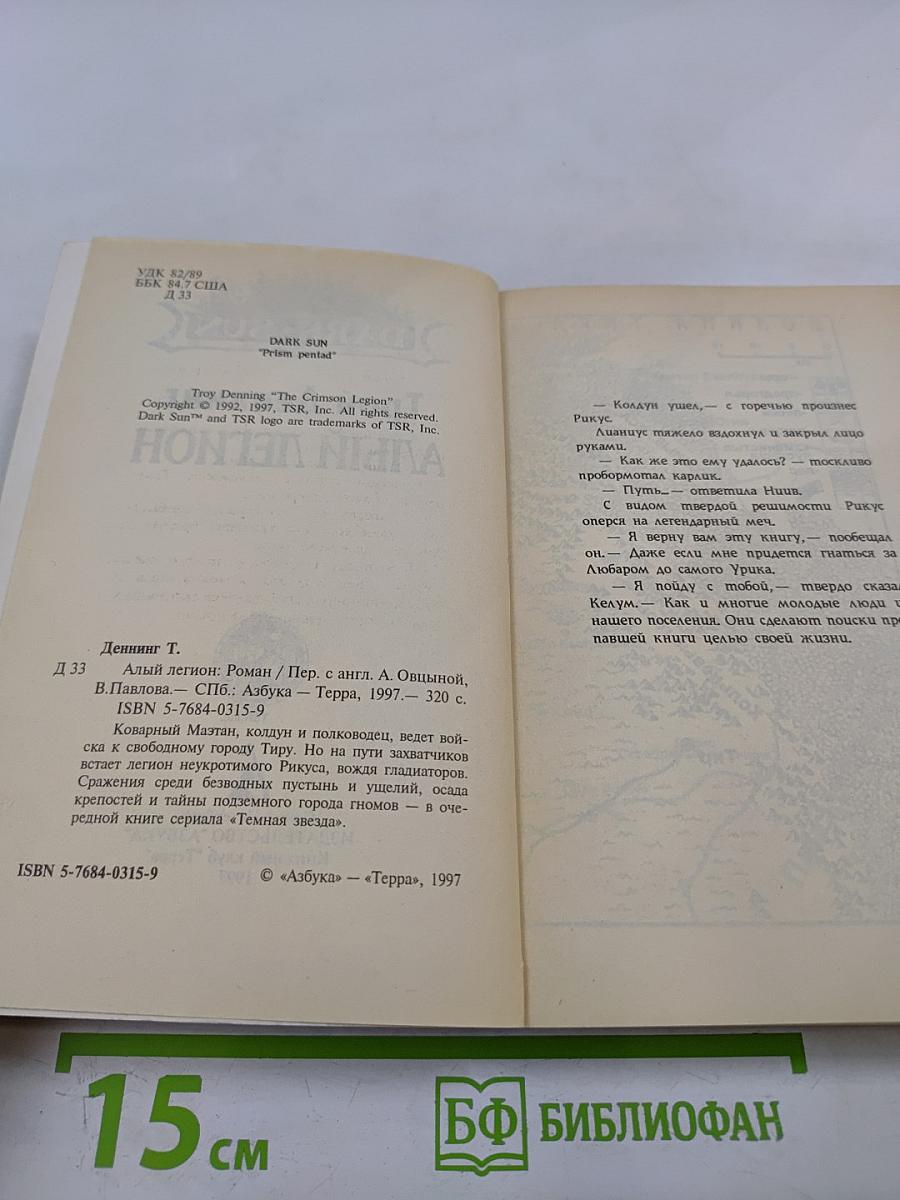 УДК 82/89
ББК 84.7 США
Д 33
DARK SUN
"Prism pentad"
Troy Denning “The Crimson Legion”
Copyright © 1992, 1997, TSR, Inc. All rights reserved.
Dark Sun™ and TSR logo are trademarks of TSR, Inc.
АЛЫЙ ЛЕГИОН
Деннинг Т.
Д 33 Алый легион: Роман / Пер. с англ. А. Овцыной,
В.Павлова.— СПб.: Азбука — Терра, 1997.— 320 с.
ISBN 5-7684-0315-9
Коварный Маэтан, колдун и полководец, ведет вой-
ска к свободному городу Тиру. Но на пути захватчиков
встает легион неукротимого Рикуса, вождя гладиаторов.
Сражения среди безводных пустынь и ущелий, осада
крепостей и тайны подземного города гномов — в оче-
редной книге сериала «Темная звезда».
ISBN 5-7684-0315-9
© «Азбука» — «Терра», 1997
— Колдун ушел,— с горечью произнес
Рикус.
Лианиус тяжело вздохнул и закрыл лицо
руками.
— Как же это ему удалось? — тоскливо
пробормотал карлик.
— Путь...— ответила Ниив.
С видом твердой решимости Рикус
оперся на легендарный меч.
— Я верну вам эту книгу,— пообещал
он.— Даже если мне придется гнаться за
Любаром до самого Урика.
— Я пойду с тобой,— твердо сказал
Келум.— Как и многие молодые люди
нашего поселения. Они сделают поиски про
павшей книги целью своей жизни.
15 см
БФ БИБЛИОФАН